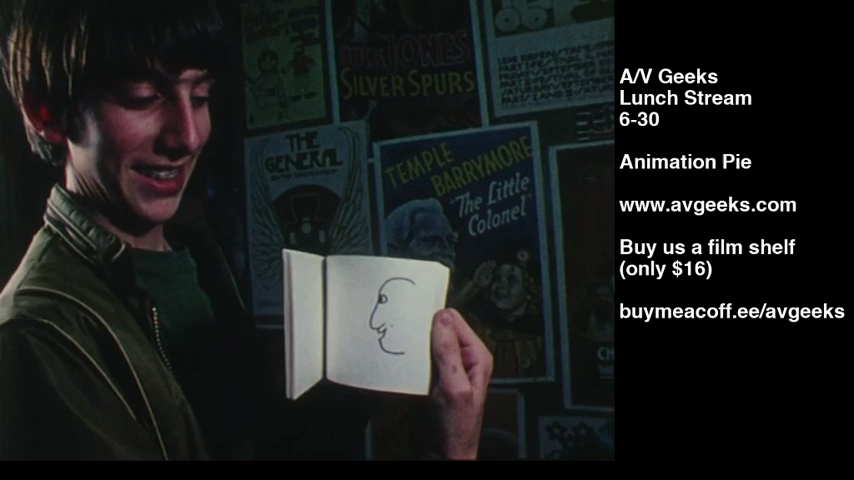 JONES
SILVER SPURS
THE
GENERAL
TEMPLE
BARRYMORE
"The Little
Colonel"
A/V Geeks
Lunch Stream
6-30
Animation Pie
www.avgeeks.com
Buy us a film shelf
(only $16)
buymeacoff.ee/avgeeks